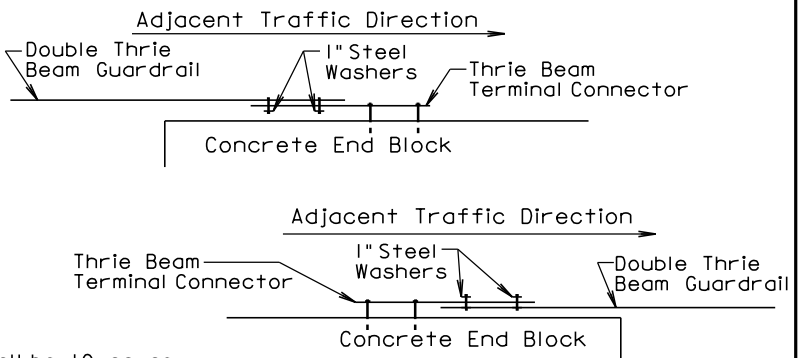 Adjacent Traffic Direction
Double Thrie
Beam Guardrail
1" Steel
Washers
Thrie Beam
Terminal Connector
Concrete End Block
Adjacent Traffic Direction
Thrie Beam
Terminal Connector
1" Steel
Washers
Double Thrie
Beam Guardrail
Concrete End Block